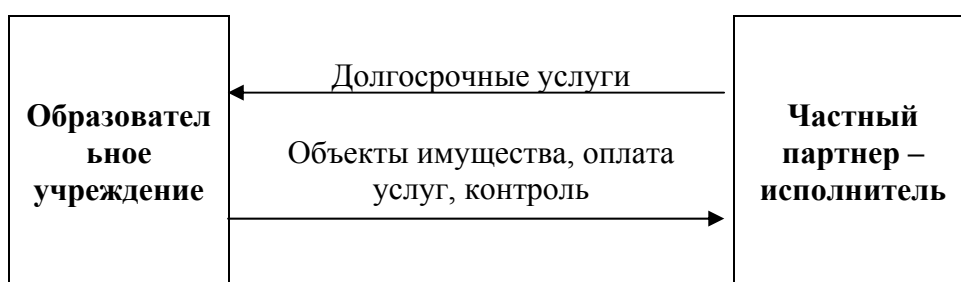 Образовател
ьное
учреждение
Долгосрочные услуги
Объекты имущества, оплата
услуг, контроль
Частный
партнер –
исполнитель